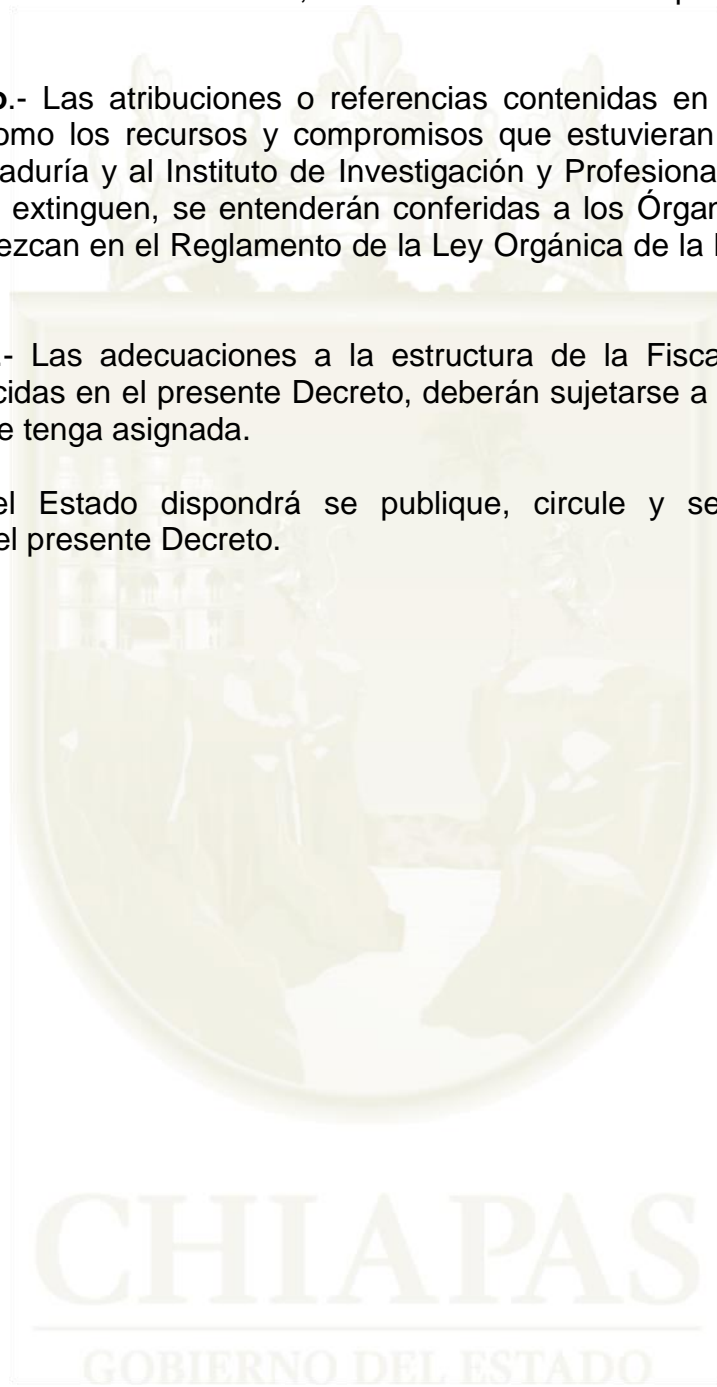 .- Las atribuciones o referencias contenidas en
omo los recursos y compromisos que estuvieran
aduría y al Instituto de Investigación y Profesiona
extinguen, se entenderán conferidas a los Órgan
ezcan en el Reglamento de la Ley Orgánica de la
.- Las adecuaciones a la estructura de la Fisca
cidas en el presente Decreto, deberán sujetarse a
e tenga asignada.
el Estado dispondrá se publique, circule y se
el presente Decreto.
CHIAPAS
GOBIERNO DEL ESTADO